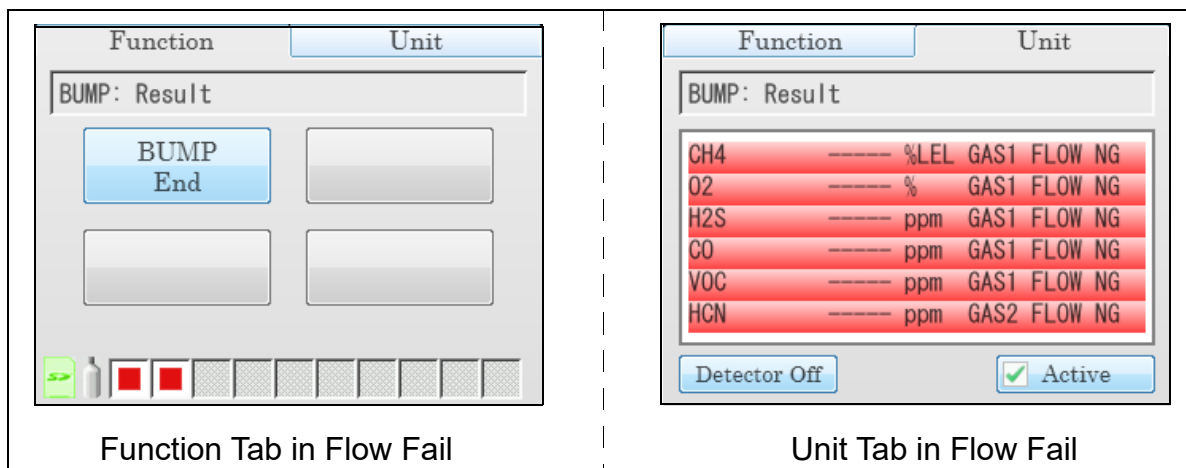 Function Unit
BUMP: Result
BUMP
End
SD
Function Tab in Flow Fail
Function Unit
BUMP: Result
CH4 ----- %LEL GAS1 FLOW NG
O2 ----- % GAS1 FLOW NG
H2S ----- ppm GAS1 FLOW NG
CO ----- ppm GAS1 FLOW NG
VOC ----- ppm GAS1 FLOW NG
HCN ----- ppm GAS2 FLOW NG
Detector Off Active
Unit Tab in Flow Fail